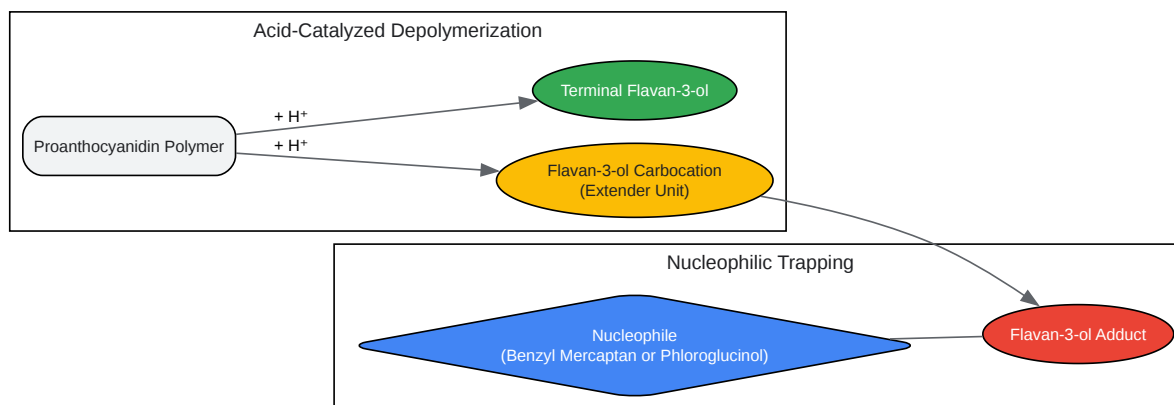 Acid-Catalyzed Depolymerization
Terminal Flavan-3-ol
+ H⁺
Proanthocyanidin Polymer
+ H⁺
Flavan-3-ol Carbocation
(Extender Unit)
Nucleophilic Trapping
Nucleophile
(Benzyl Mercaptan or Phloroglucinol)
Flavan-3-ol Adduct